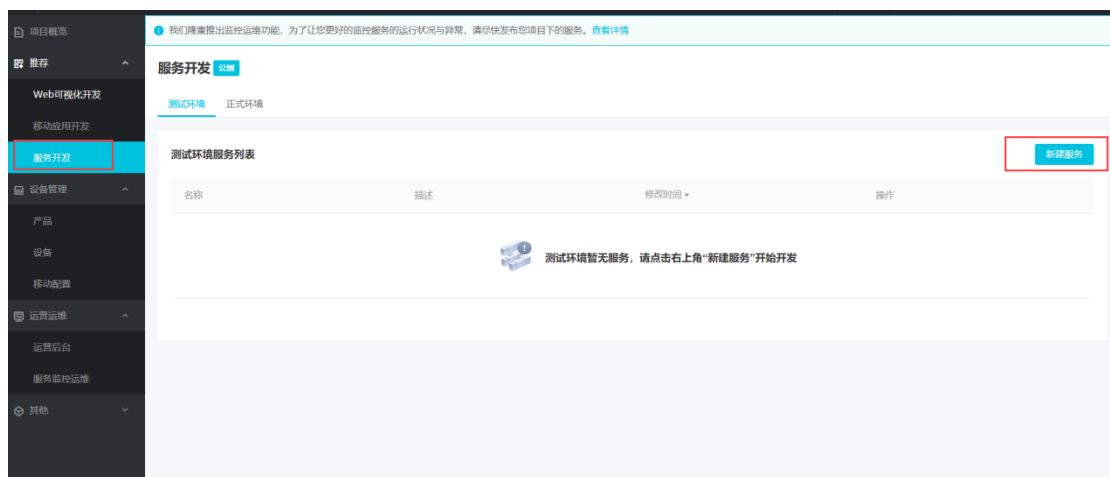 项目概览
推荐
Web可视化开发
移动应用开发
服务开发
设备管理
产品
设备
移动配置
运营运维
运营后台
服务监控运维
其他
我们隆重推出监控运维功能，为了让您更好的监控服务的运行状况与异常，请尽快发布您项目下的服务。查看详情
服务开发 公测
测试环境 正式环境
测试环境服务列表 新建服务
名称 描述 修改时间 操作
测试环境暂无服务，请点击右上角“新建服务”开始开发